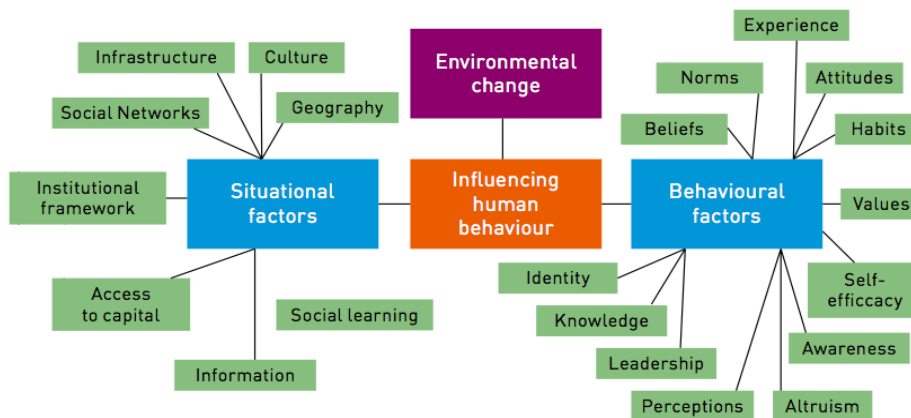 Experience
Infrastructure
Culture
Environmental
change
Norms
Attitudes
Social Networks
Geography
Beliefs
Habits
Institutional
framework
Situational
factors
Influencing
human
behaviour
Behavioural
factors
Values
Access
to capital
Social learning
Information
Identity
Knowledge
Leadership
Self-
efficcacy
Awareness
Perceptions
Altruism